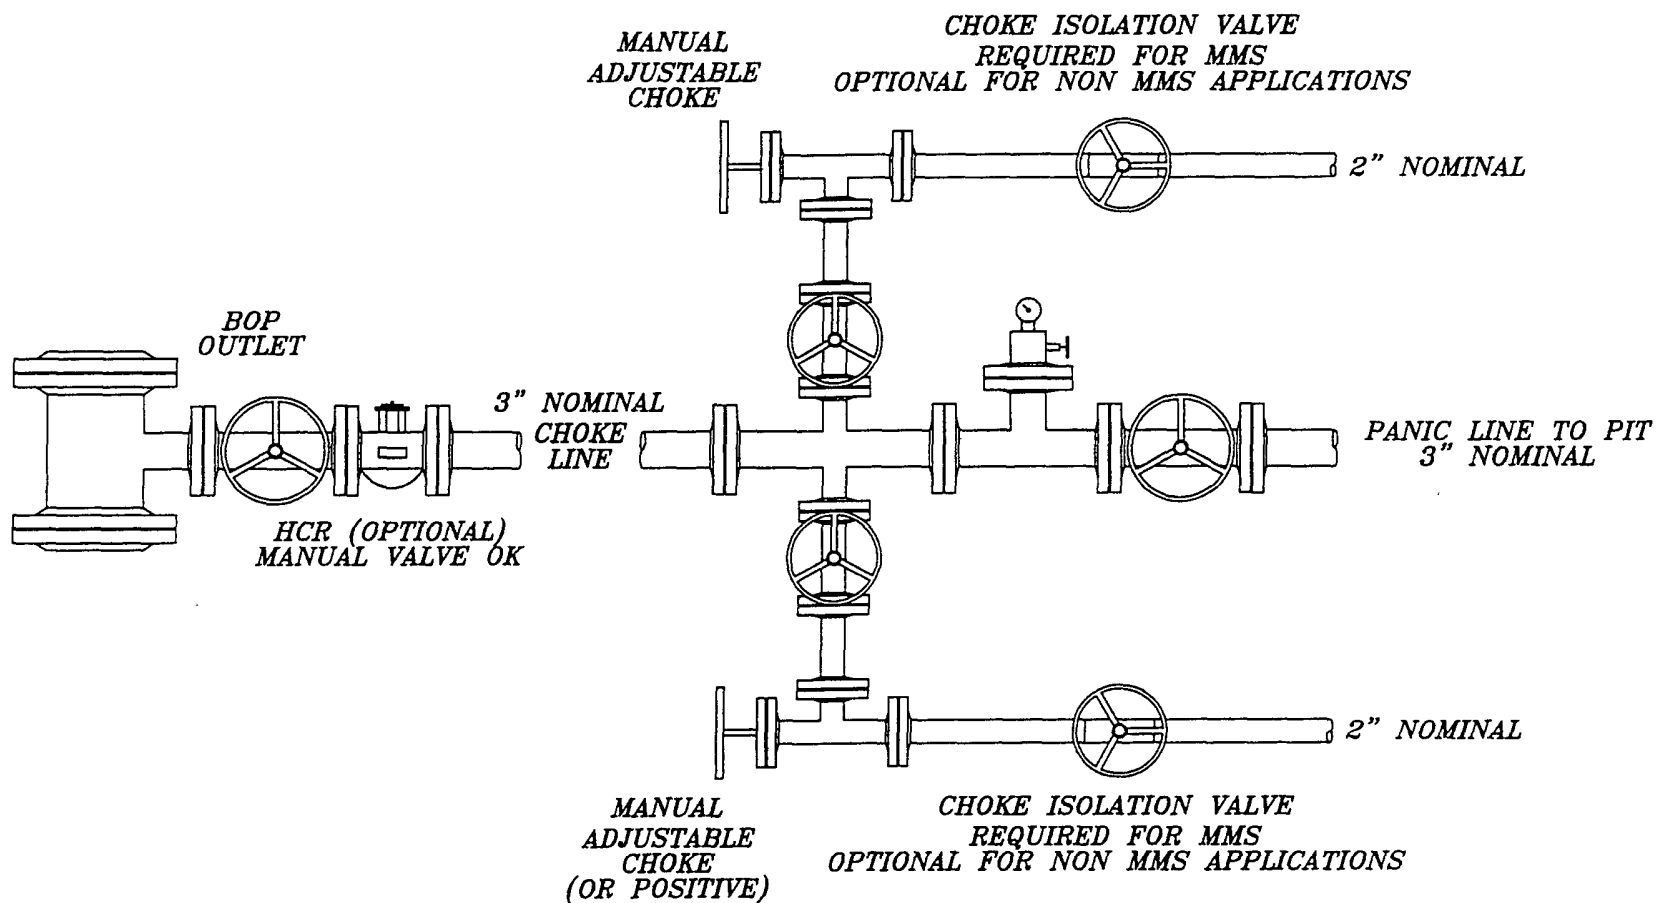 MANUAL
ADJUSTABLE
CHOKE
CHOKE ISOLATION VALVE
REQUIRED FOR MMS
OPTIONAL FOR NON MMS APPLICATIONS
2" NOMINAL
BOP
OUTLET
3" NOMINAL
CHOKE
LINE
PANIC LINE TO PIT
3" NOMINAL
HCR (OPTIONAL)
MANUAL VALVE OK
2" NOMINAL
MANUAL
ADJUSTABLE
CHOKE
(OR POSITIVE)
CHOKE ISOLATION VALVE
REQUIRED FOR MMS
OPTIONAL FOR NON MMS APPLICATIONS